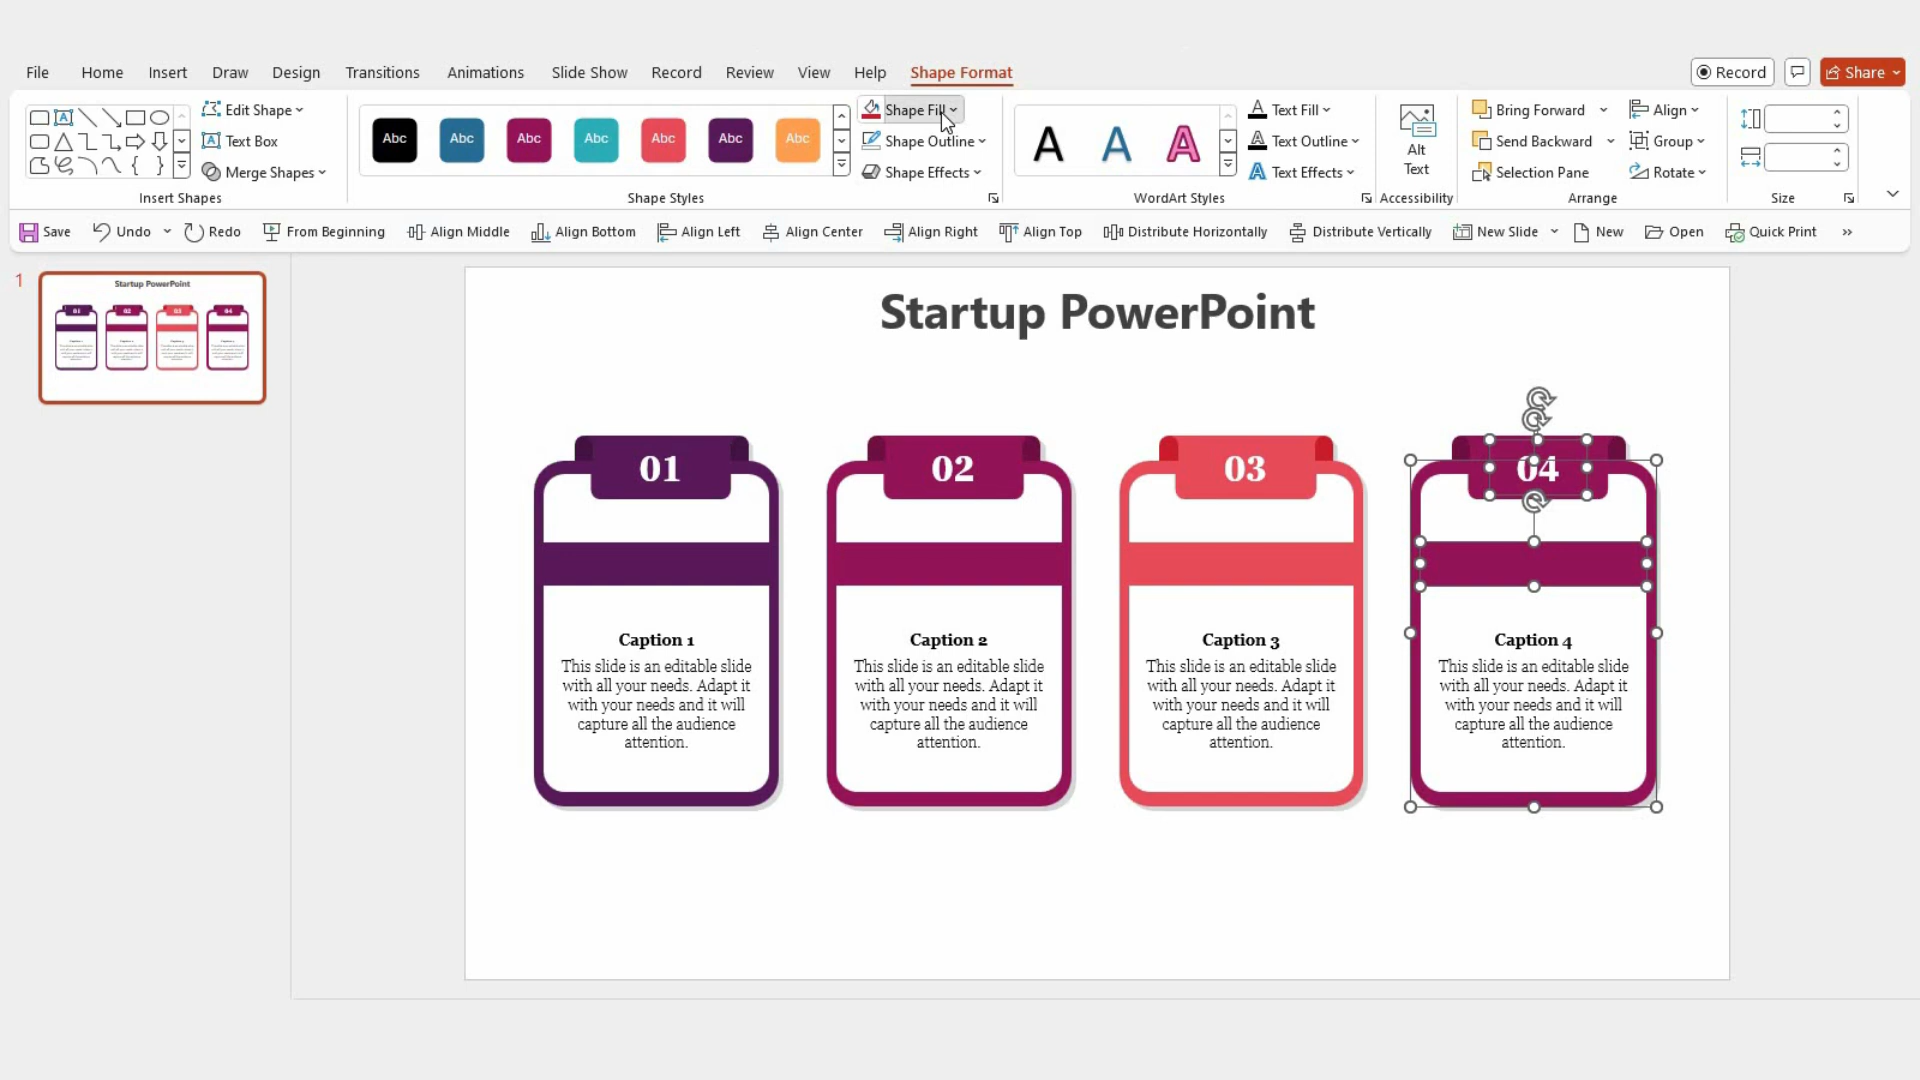 File Home Insert Draw Design Transitions Animations Slide Show Record Review View Help Shape Format Record Share
Edit Shape
Text Box
Merge Shapes
Insert Shapes
Abc Abc Abc Abc Abc Abc Abc
Shape Styles
Shape Fill
Shape Outline
Shape Effects
A A A
WordArt Styles
Text Fill
Text Outline
Text Effects
Alt
Text
Accessibility
Bring Forward
Send Backward
Selection Pane
Align
Group
Rotate
Arrange
Size
Save Undo Redo From Beginning Align Middle Align Bottom Align Left Align Center Align Right Align Top Distribute Horizontally Distribute Vertically New Slide New Open Quick Print
1
Startup PowerPoint
01 02 03 04
Startup PowerPoint
01
Caption 1
This slide is an editable slide
with all your needs. Adapt it
with your needs and it will
capture all the audience
attention.
02
Caption 2
This slide is an editable slide
with all your needs. Adapt it
with your needs and it will
capture all the audience
attention.
03
Caption 3
This slide is an editable slide
with all your needs. Adapt it
with your needs and it will
capture all the audience
attention.
04
Caption 4
This slide is an editable slide
with all your needs. Adapt it
with your needs and it will
capture all the audience
attention.